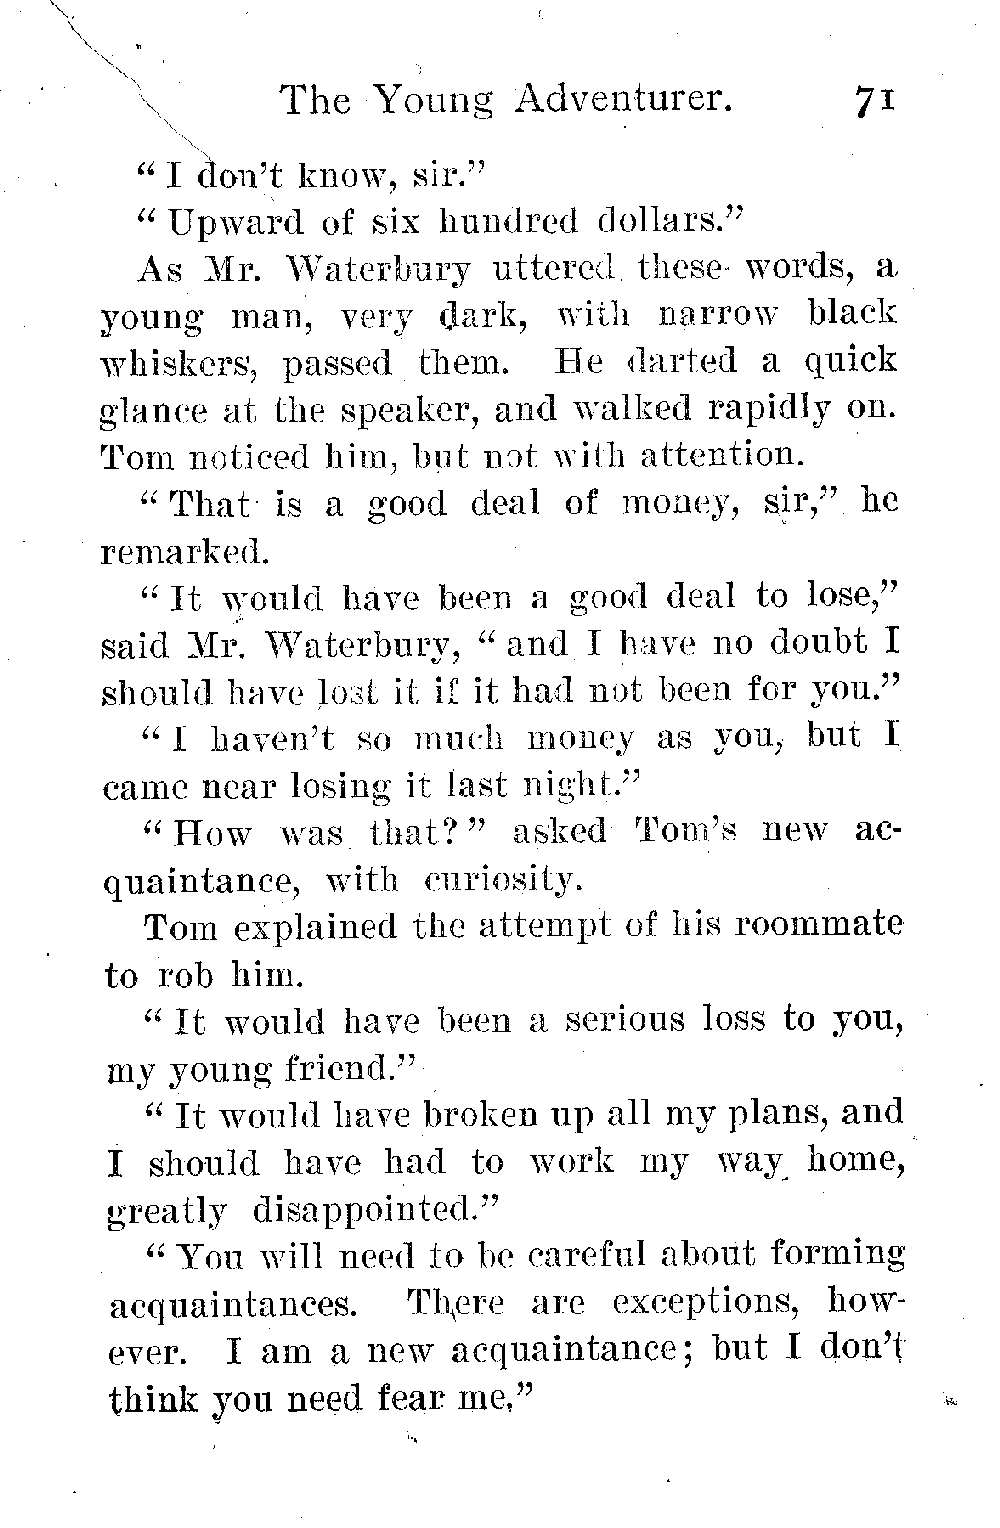 The Young Adventurer. 71
“ I don’t know, sir.”
“ Upward of six hundred dollars.”
As Mr. Waterbury uttered these words, a
young man, very dark, with narrow black
whiskers, passed them. He darted a quick
glance at the speaker, and walked rapidly on.
Tom noticed him, but not with attention.
“ That is a good deal of money, sir,” he
remarked.
“ It would have been a good deal to lose,”
said Mr. Waterbury, “ and I have no doubt I
should have lost it if it had not been for you.”
“ I haven’t so much money as you, but I
came near losing it last night.”
“ How was that? ” asked Tom’s new ac-
quaintance, with curiosity.
Tom explained the attempt of his roommate
to rob him.
“ It would have been a serious loss to you,
my young friend.”
“ It would have broken up all my plans, and
I should have had to work my way home,
greatly disappointed.”
“ You will need to be careful about forming
acquaintances. There are exceptions, how-
ever. I am a new acquaintance; but I don’t
think you need fear me.”